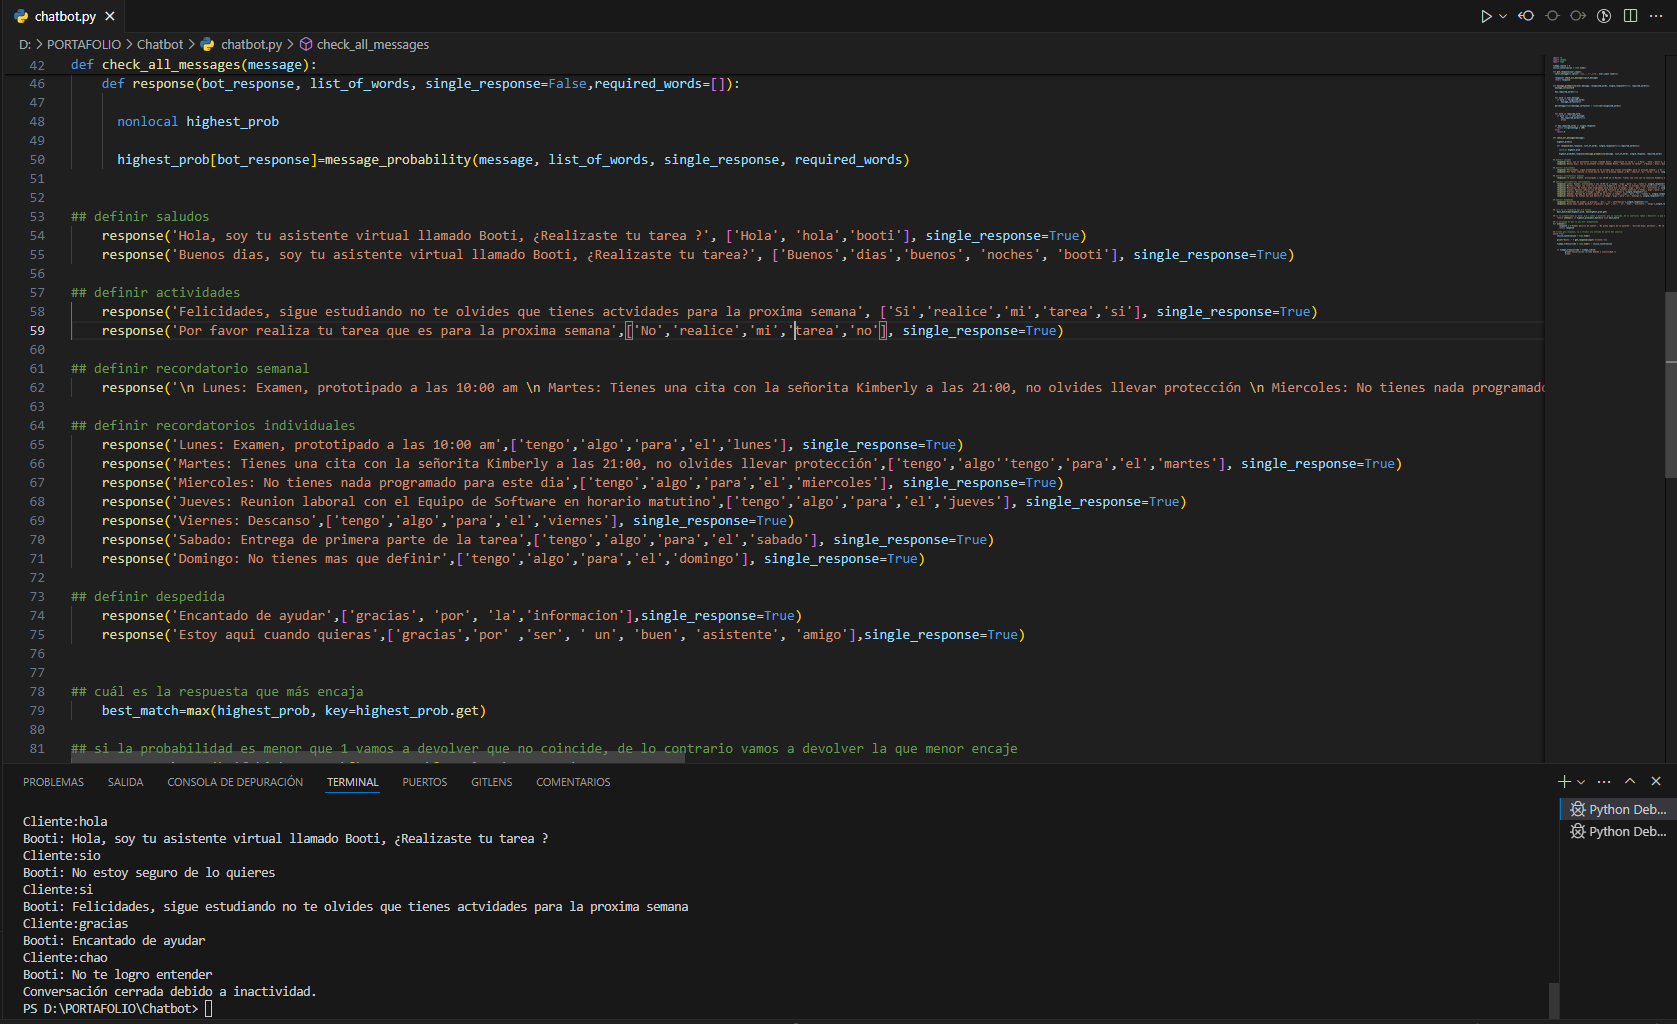 chatbot.py
D: > PORTAFOLIO > Chatbot > chatbot.py > check_all_messages
42 def check_all_messages(message):
46 def response(bot_response, list_of_words, single_response=False,required_words=[]):
47
48 nonlocal highest_prob
49
50 highest_prob[bot_response]=message_probability(message, list_of_words, single_response, required_words)
51
52
53 ## definir saludos
54 response('Hola, soy tu asistente virtual llamado Booti, ¿Realizaste tu tarea ?', ['Hola', 'hola','booti'], single_response=True)
55 response('Buenos dias, soy tu asistente virtual llamado Booti, ¿Realizaste tu tarea?', ['Buenos','dias','buenos', 'noches', 'booti'], single_response=True)
56
57 ## definir actividades
58 response('Felicidades, sigue estudiando no te olvides que tienes actvidades para la proxima semana', ['Si','realice','mi','tarea','si'], single_response=True)
59 response('Por favor realiza tu tarea que es para la proxima semana',['No','realice','mi','tarea','no'], single_response=True)
60
61 ## definir recordatorio semanal
62 response('\n Lunes: Examen, prototipado a las 10:00 am \n Martes: Tienes una cita con la señorita Kimberly a las 21:00, no olvides llevar protección \n Miercoles: No tienes nada programado
63
64 ## definir recordatorios individuales
65 response('Lunes: Examen, prototipado a las 10:00 am',['tengo','algo','para','el','lunes'], single_response=True)
66 response('Martes: Tienes una cita con la señorita Kimberly a las 21:00, no olvides llevar protección',['tengo','algo''tengo','para','el','martes'], single_response=True)
67 response('Miercoles: No tienes nada programado para este dia',['tengo','algo','para','el','miercoles'], single_response=True)
68 response('Jueves: Reunion laboral con el Equipo de Software en horario matutino',['tengo','algo','para','el','jueves'], single_response=True)
69 response('Viernes: Descanso',['tengo','algo','para','el','viernes'], single_response=True)
70 response('Sabado: Entrega de primera parte de la tarea',['tengo','algo','para','el','sabado'], single_response=True)
71 response('Domingo: No tienes mas que definir',['tengo','algo','para','el','domingo'], single_response=True)
72
73 ## definir despedida
74 response('Encantado de ayudar',['gracias', 'por', 'la','informacion'],single_response=True)
75 response('Estoy aqui cuando quieras',['gracias','por' ,'ser', ' un', 'buen', 'asistente', 'amigo'],single_response=True)
76
77
78 ## cuál es la respuesta que más encaja
79 best_match=max(highest_prob, key=highest_prob.get)
80
81 ## si la probabilidad es menor que 1 vamos a devolver que no coincide, de lo contrario vamos a devolver la que menor encaje
PROBLEMAS SALIDA CONSOLA DE DEPURACIÓN TERMINAL PUERTOS GITLENS COMENTARIOS
Python Deb...
Python Deb...
Cliente:hola
Booti: Hola, soy tu asistente virtual llamado Booti, ¿Realizaste tu tarea ?
Cliente:sio
Booti: No estoy seguro de lo quieres
Cliente:si
Booti: Felicidades, sigue estudiando no te olvides que tienes actvidades para la proxima semana
Cliente:gracias
Booti: Encantado de ayudar
Cliente:chao
Booti: No te logro entender
Conversación cerrada debido a inactividad.
PS D:\PORTAFOLIO\Chatbot>